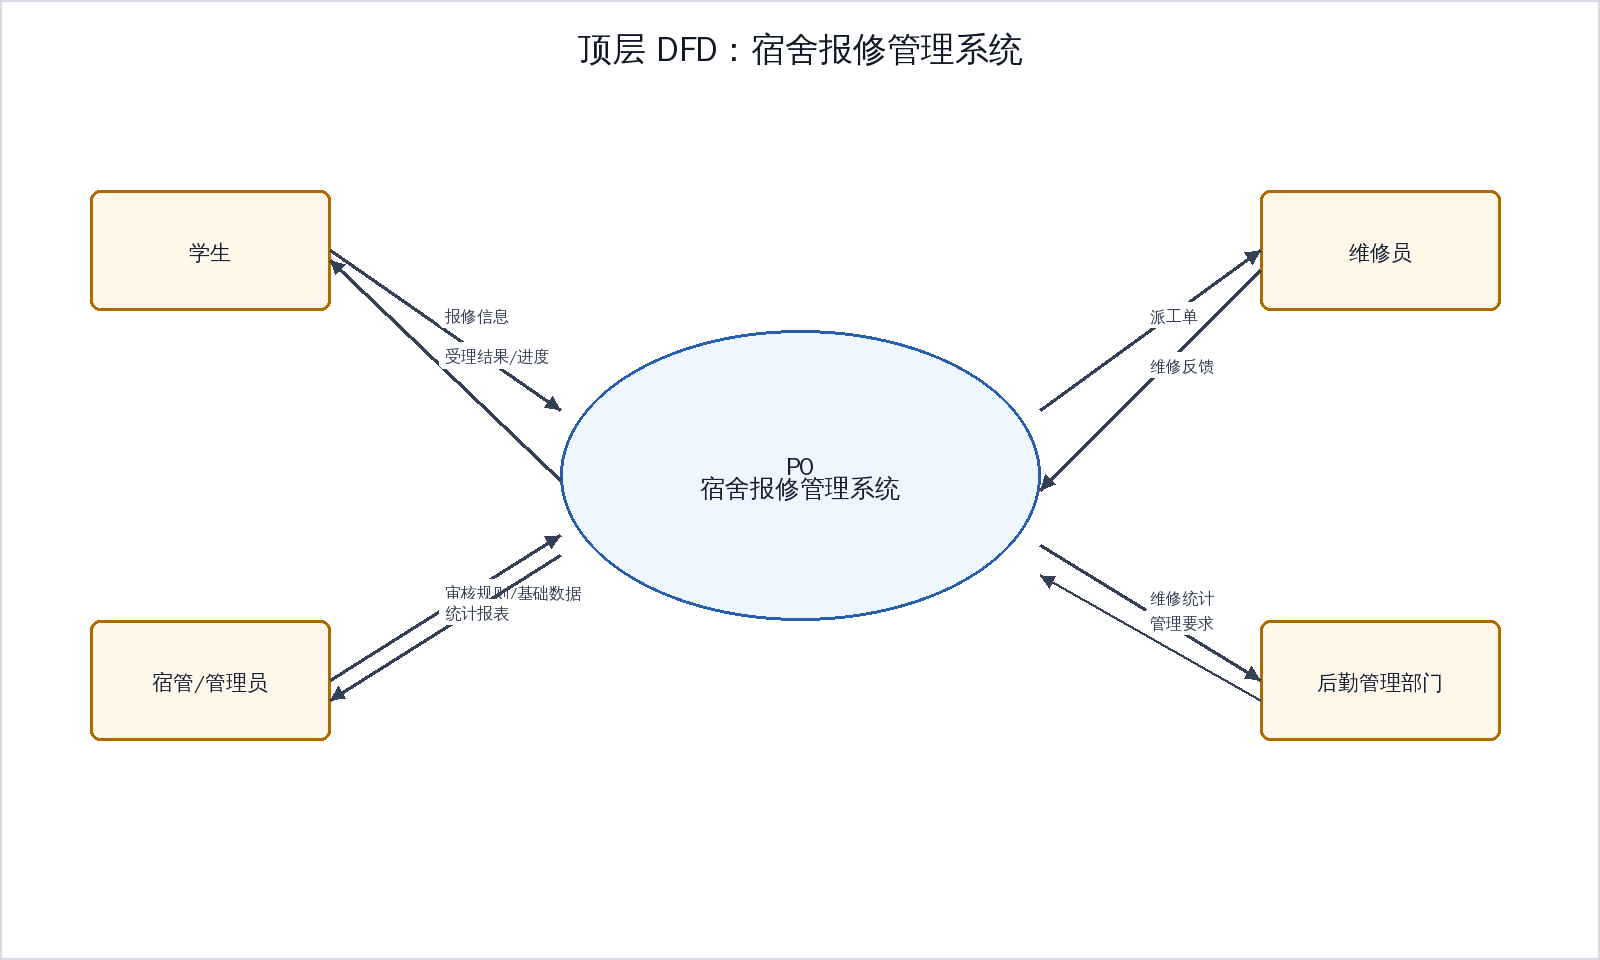 顶层 DFD：宿舍报修管理系统
学生
维修员
报修信息
派工单
受理结果/进度
维修反馈
P0
宿舍报修管理系统
审核规则/基础数据
统计报表
维修统计
管理要求
宿管/管理员
后勤管理部门